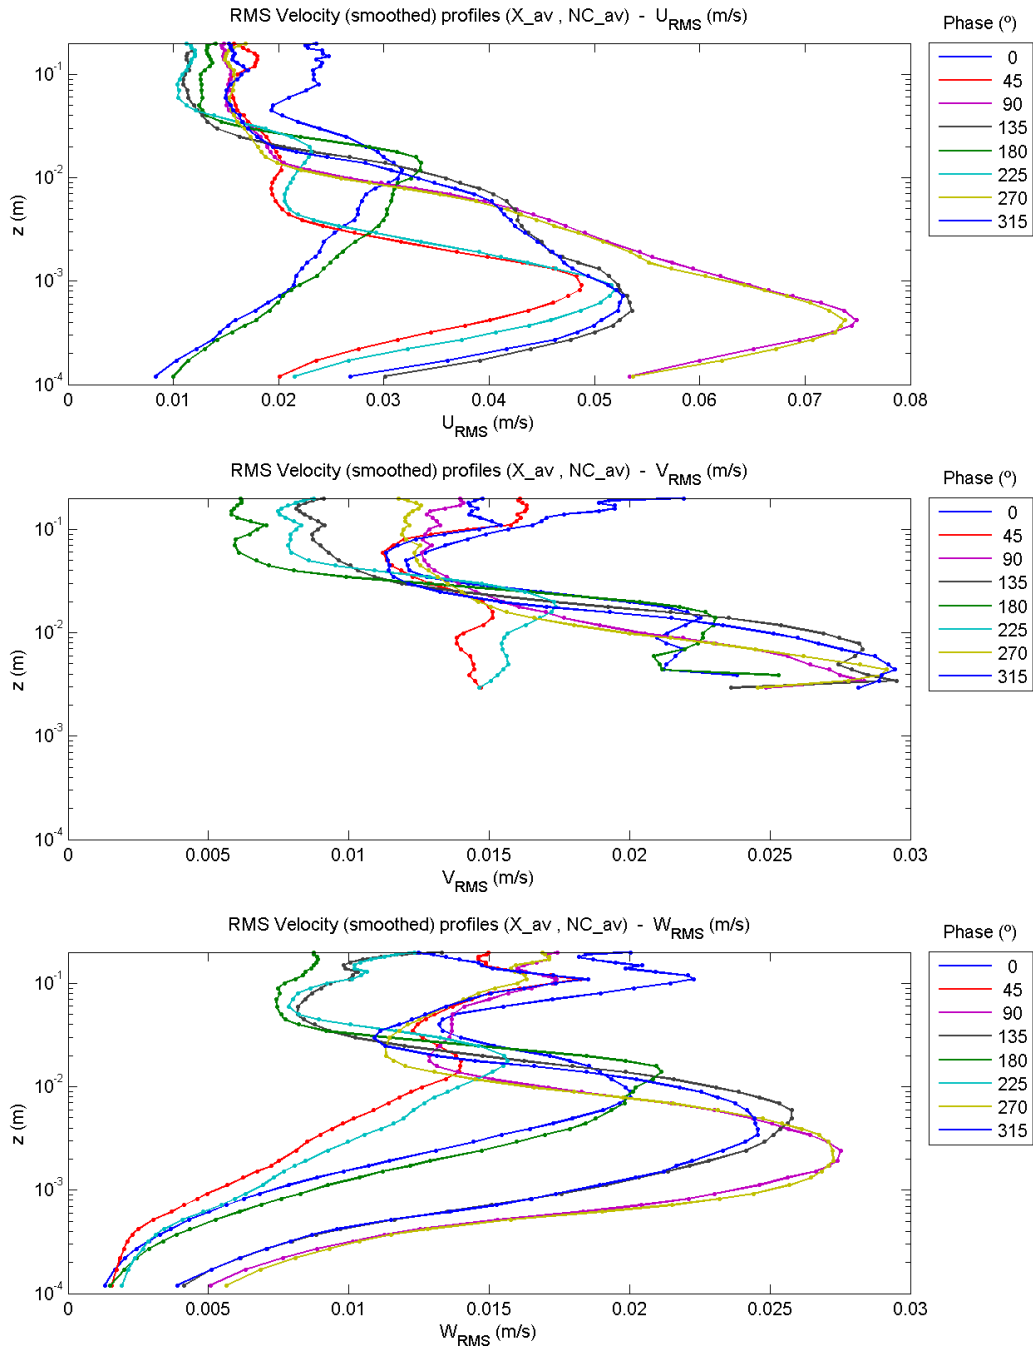 RMS Velocity (smoothed) profiles (X_av , NC_av) - U_RMS (m/s)
10^-1
10^-2
10^-3
10^-4
z (m)
0 0.01 0.02 0.03 0.04 0.05 0.06 0.07 0.08
U_RMS (m/s)
Phase (º)
0
45
90
135
180
225
270
315
RMS Velocity (smoothed) profiles (X_av , NC_av) - V_RMS (m/s)
10^-1
10^-2
10^-3
10^-4
z (m)
0 0.005 0.01 0.015 0.02 0.025 0.03
V_RMS (m/s)
Phase (º)
0
45
90
135
180
225
270
315
RMS Velocity (smoothed) profiles (X_av , NC_av) - W_RMS (m/s)
10^-1
10^-2
10^-3
10^-4
z (m)
0 0.005 0.01 0.015 0.02 0.025 0.03
W_RMS (m/s)
Phase (º)
0
45
90
135
180
225
270
315